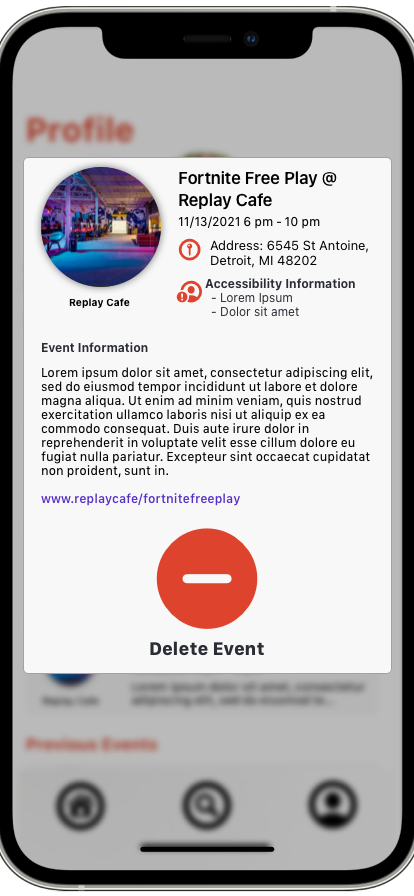 Profile
Fortnite Free Play @
Replay Cafe
11/13/2021 6 pm - 10 pm
Address: 6545 St Antoine,
Detroit, MI 48202
Accessibility Information
- Lorem Ipsum
- Dolor sit amet
Replay Cafe
Event Information
Lorem ipsum dolor sit amet, consectetur adipiscing elit,
sed do eiusmod tempor incididunt ut labore et dolore
magna aliqua. Ut enim ad minim veniam, quis nostrud
exercitation ullamco laboris nisi ut aliquip ex ea
commodo consequat. Duis aute irure dolor in
reprehenderit in voluptate velit esse cillum dolore eu
fugiat nulla pariatur. Excepteur sint occaecat cupidatat
non proident, sunt in.
www.replaycafe/fortnitefreeplay
Delete Event
Lorem ipsum dolor sit amet, consectetur
adipiscing elit, sed do eiusmod te...
Replay Cafe
Previous Events